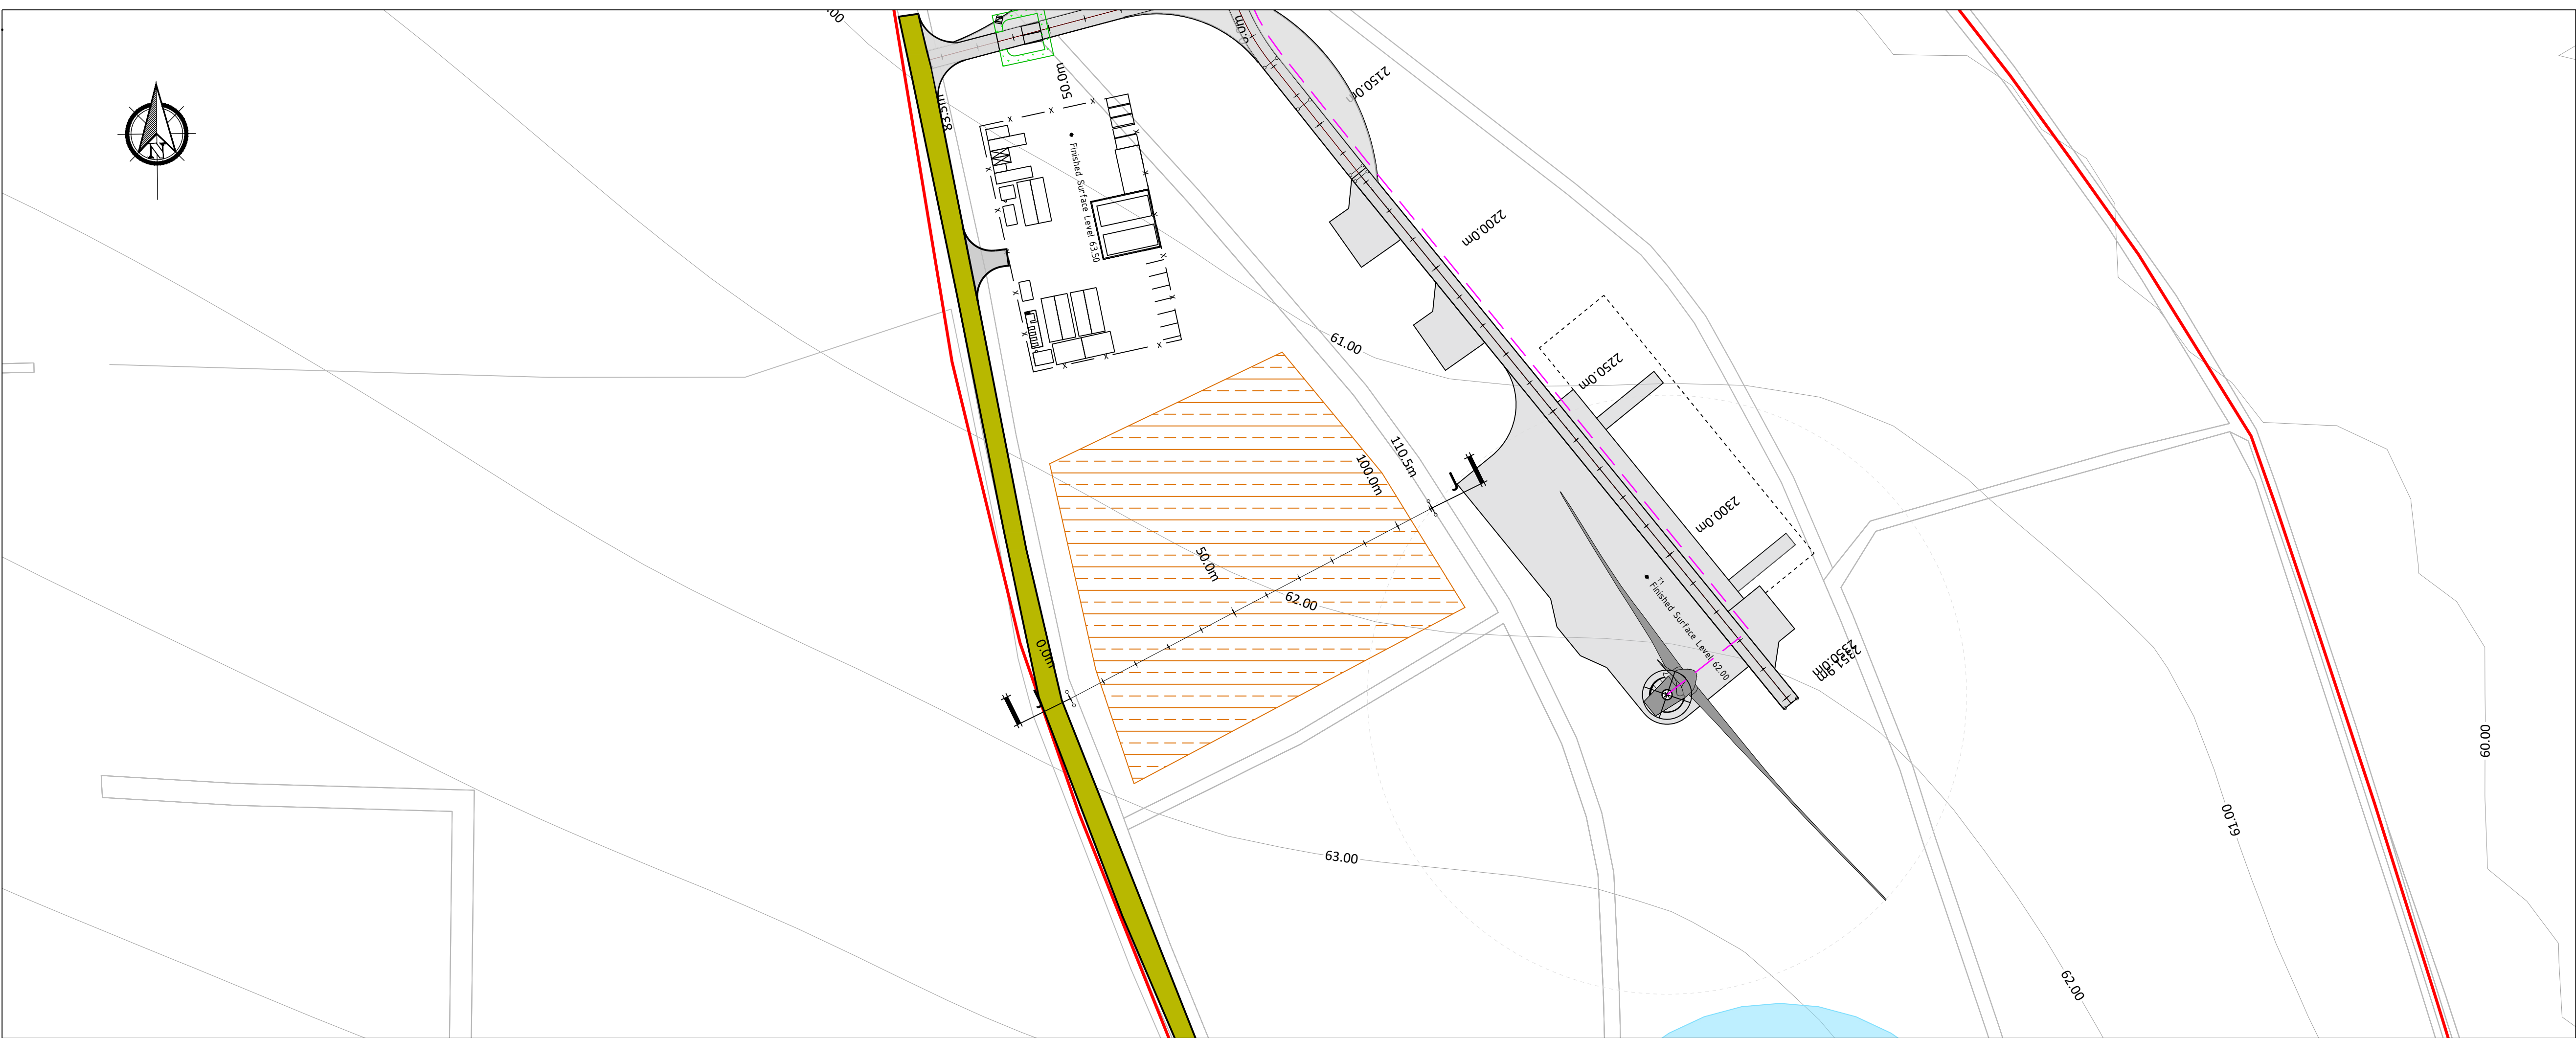 N
83.5m
50.0m
2150.0m
Finished Surface Level 63.50
2200.0m
61.00
2250.0m
110.5m
100.0m
J
2300.0m
50.0m
T1
Finished Surface Level 62.00
62.00
0.0m
2350.0m
2351.9m
60.00
61.00
63.00
62.00